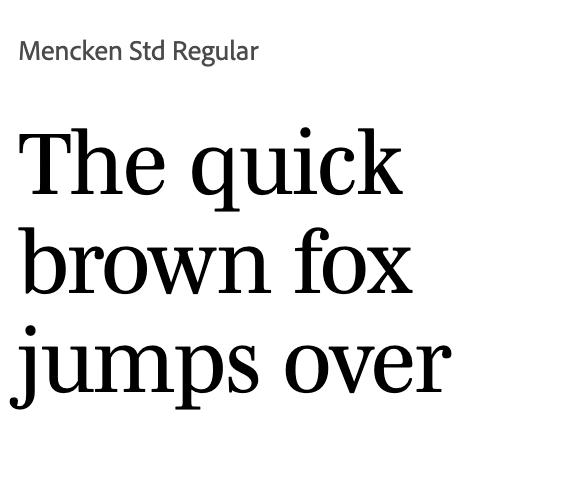 Mencken Std Regular
The quick
brown fox
jumps over